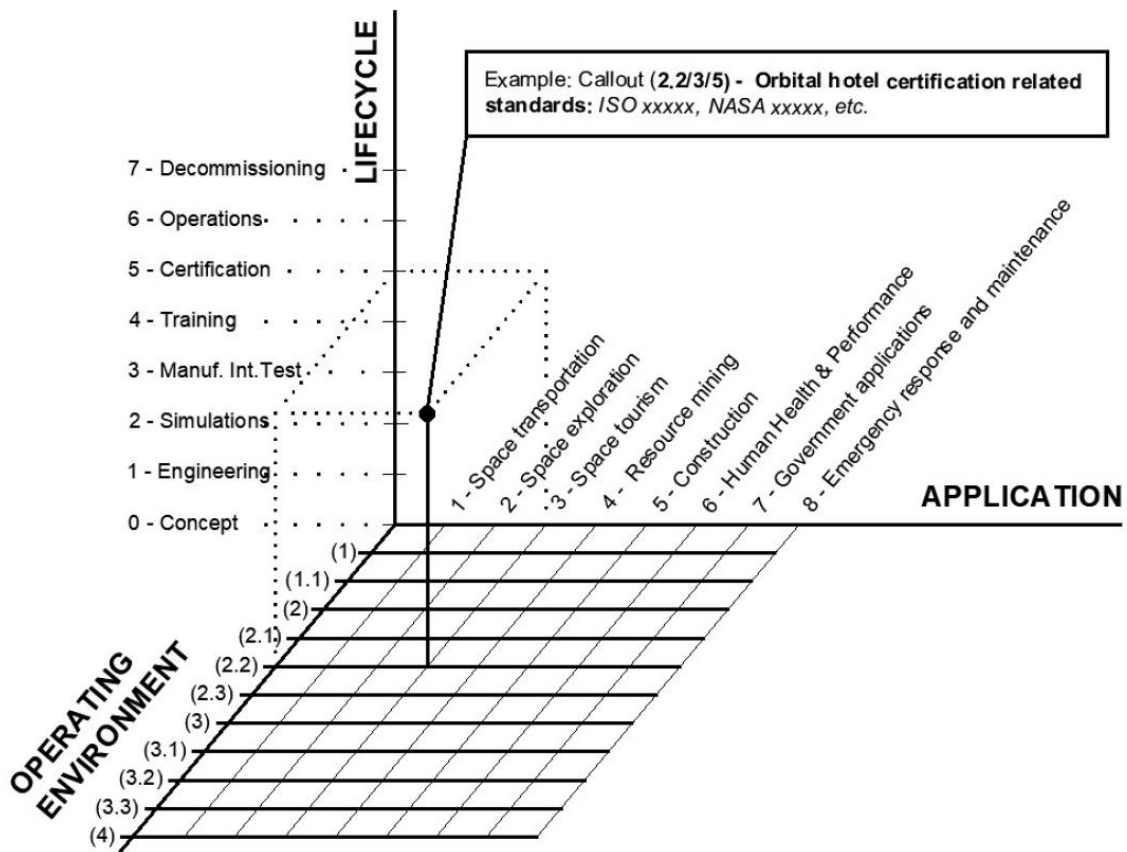 LIFECYCLE
Example: Callout (2.2/3/5) - Orbital hotel certification related
standards: ISO xxxxx, NASA xxxxx, etc.
7 - Decommissioning
6 - Operations
5 - Certification
4 - Training
3 - Manuf. Int.Test
2 - Simulations
1 - Engineering
0 - Concept
1 - Space transportation
2 - Space exploration
3 - Space tourism
4 - Resource mining
5 - Construction
6 - Human Health & Performance
7 - Government applications
8 - Emergency response and maintenance
APPLICATION
(1)
(1.1)
(2)
(2.1)
(2.2)
(2.3)
(3)
(3.1)
(3.2)
(3.3)
(4)
OPERATING
ENVIRONMENT